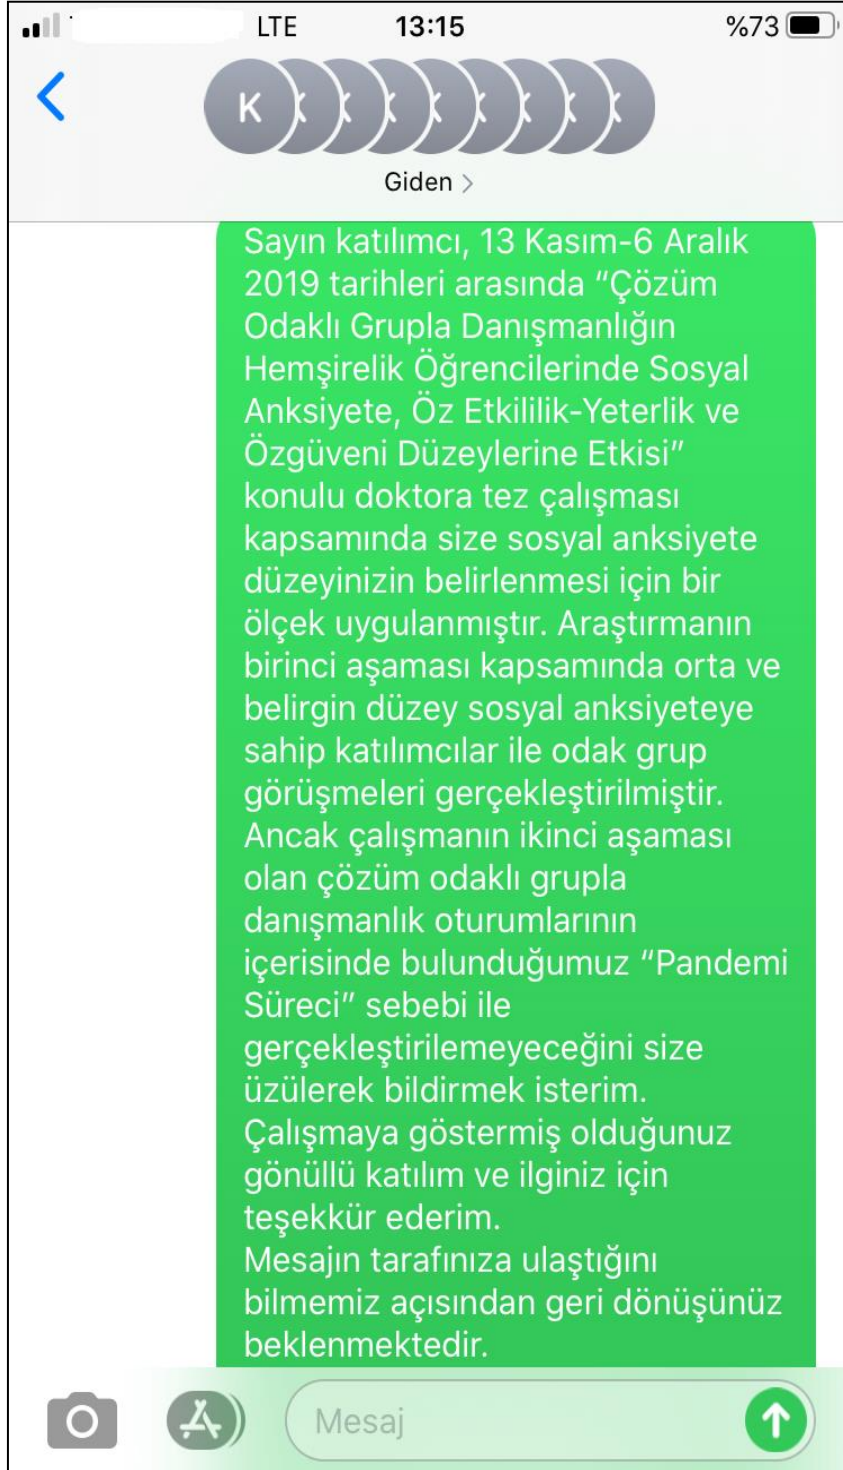 LTE 13:15 %73
K
Giden >
Sayın katılımcı, 13 Kasım-6 Aralık
2019 tarihleri arasında “Çözüm
Odaklı Grupla Danışmanlığın
Hemşirelik Öğrencilerinde Sosyal
Anksiyete, Öz Etkililik-Yeterlik ve
Özgüveni Düzeylerine Etkisi”
konulu doktora tez çalışması
kapsamında size sosyal anksiyete
düzeyinizin belirlenmesi için bir
ölçek uygulanmıştır. Araştırmanın
birinci aşaması kapsamında orta ve
belirgin düzey sosyal anksiyeteye
sahip katılımcılar ile odak grup
görüşmeleri gerçekleştirilmiştir.
Ancak çalışmanın ikinci aşaması
olan çözüm odaklı grupla
danışmanlık oturumlarının
içerisinde bulunduğumuz “Pandemi
Süreci” sebebi ile
gerçekleştirilemeyeceğini size
üzülerek bildirmek isterim.
Çalışmaya göstermiş olduğunuz
gönüllü katılım ve ilginiz için
teşekkür ederim.
Mesajın tarafınıza ulaştığını
bilmemiz açısından geri dönüşünüz
beklenmektedir.
Mesaj